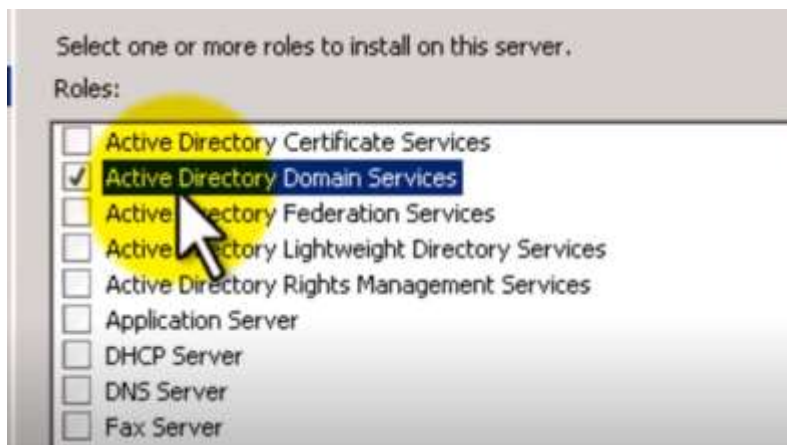 Select one or more roles to install on this server.
Roles:
Active Directory Certificate Services
Active Directory Domain Services
Active Directory Federation Services
Active Directory Lightweight Directory Services
Active Directory Rights Management Services
Application Server
DHCP Server
DNS Server
Fax Server